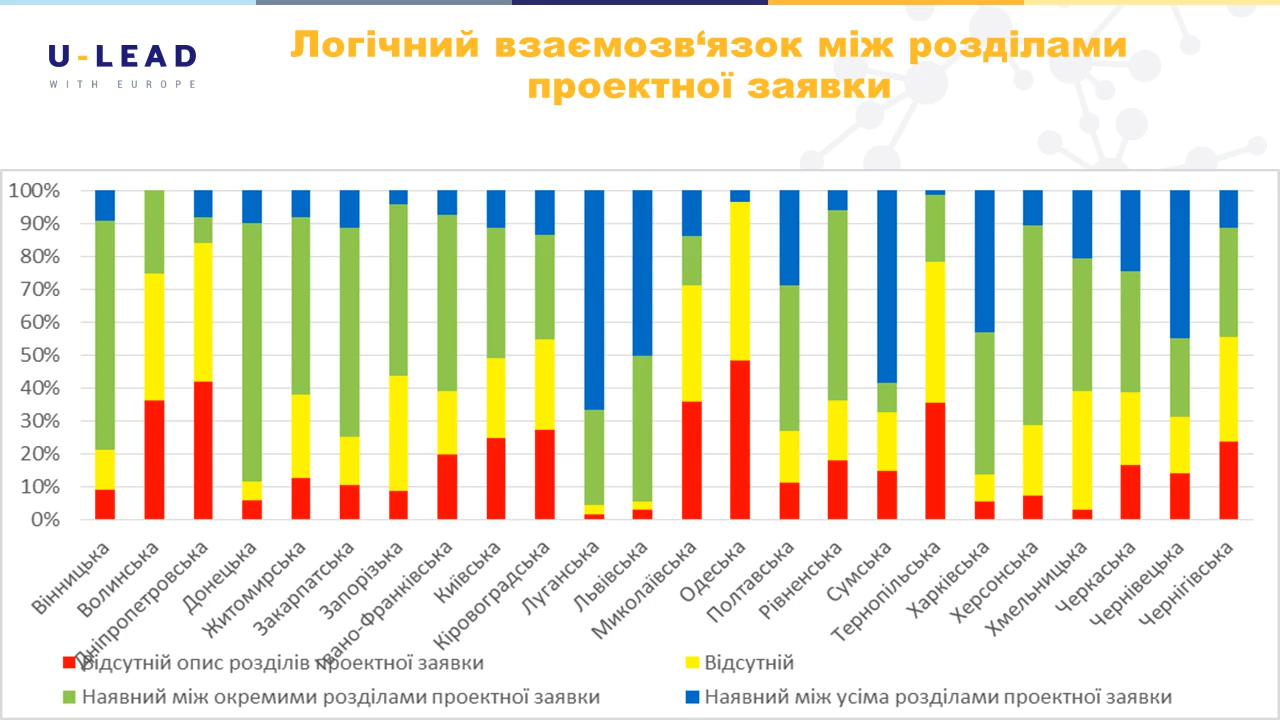 U-LEAD
WITH EUROPE
Логічний взаємозв‘язок між розділами
проектної заявки
100%
90%
80%
70%
60%
50%
40%
30%
20%
10%
0%
Вінницька
Волинська
Дніпропетровська
Донецька
Житомирська
Закарпатська
Запорізька
Івано-Франківська
Київська
Кіровоградська
Луганська
Львівська
Миколаївська
Одеська
Полтавська
Рівненська
Сумська
Тернопільська
Харківська
Херсонська
Хмельницька
Черкаська
Чернівецька
Чернігівська
Відсутній опис розділів проектної заявки
Відсутній
Наявний між окремими розділами проектної заявки
Наявний між усіма розділами проектної заявки